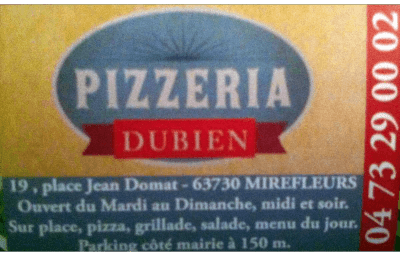 PIZZERIA
DUBIEN
19 , place Jean Domat - 63730 MIREFLEURS
Ouvert du Mardi au Dimanche, midi et soir.
Sur place, pizza, grillade, salade, menu du jour.
Parking côté mairie à 150 m.
04 73 29 00 02